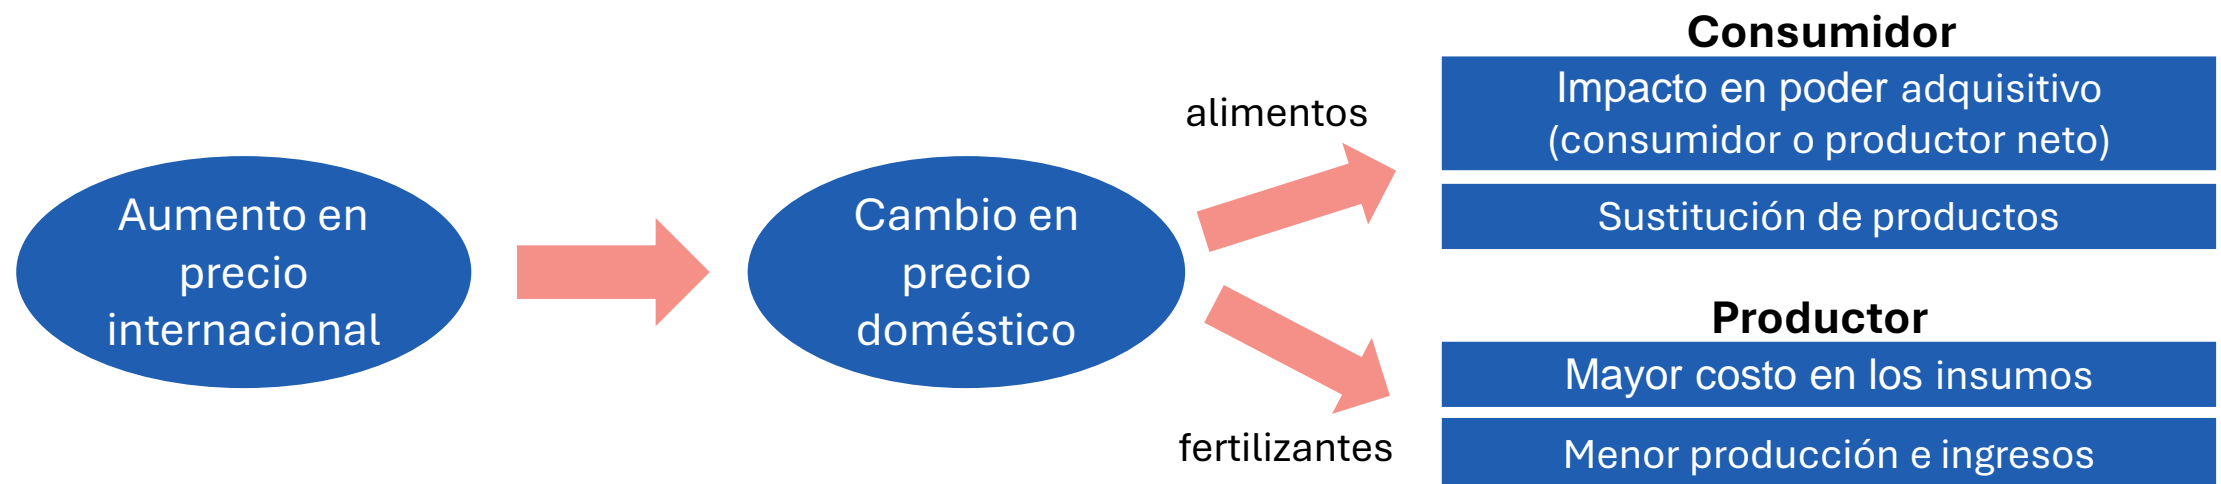 Aumento en
precio
internacional
Cambio en
precio
doméstico
alimentos
fertilizantes
Consumidor
Impacto en poder adquisitivo
(consumidor o productor neto)
Sustitución de productos
Productor
Mayor costo en los insumos
Menor producción e ingresos